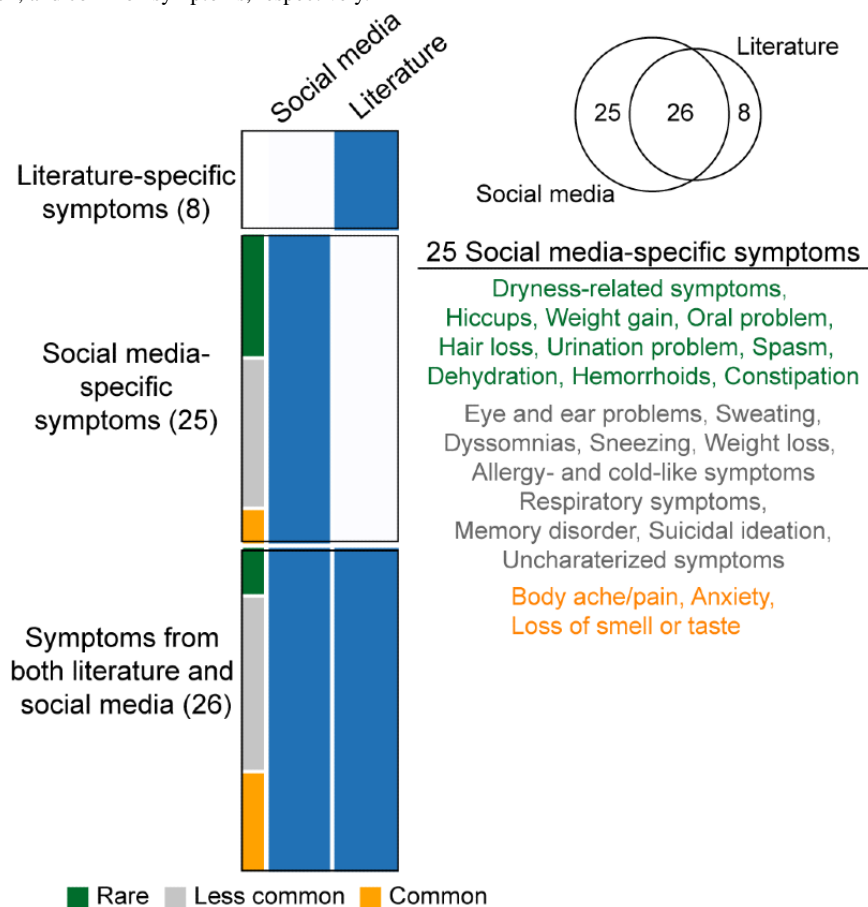 and common symptoms, respectively.
Social media
Literature
Literature-specific
symptoms (8)
Social media-
specific
symptoms (25)
Symptoms from
both literature and
social media (26)
Rare
Less common
Common
Literature
25
26
8
Social media
25 Social media-specific symptoms
Dryness-related symptoms,
Hiccups, Weight gain, Oral problem,
Hair loss, Urination problem, Spasm,
Dehydration, Hemorrhoids, Constipation
Eye and ear problems, Sweating,
Dyssomnias, Sneezing, Weight loss,
Allergy- and cold-like symptoms
Respiratory symptoms,
Memory disorder, Suicidal ideation,
Uncharaterized symptoms
Body ache/pain, Anxiety,
Loss of smell or taste